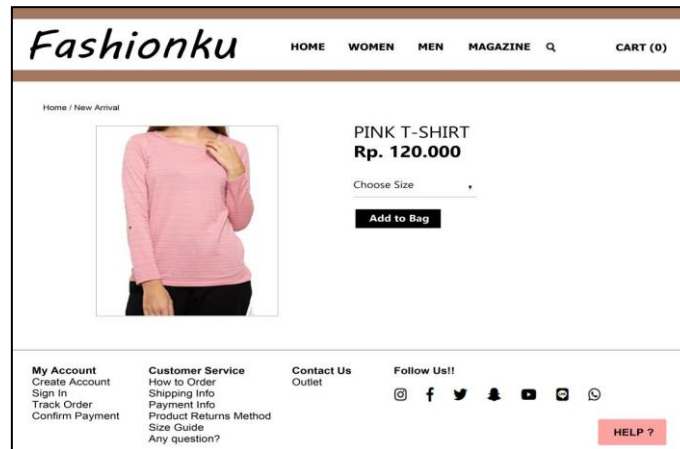 Fashionku
HOME WOMEN MEN MAGAZINE CART (0)
Home / New Arrival
PINK T-SHIRT
Rp. 120.000
Choose Size
Add to Bag
My Account
Create Account
Sign In
Track Order
Confirm Payment
Customer Service
How to Order
Shipping Info
Payment Info
Product Returns Method
Size Guide
Any question?
Contact Us
Outlet
Follow Us!!
HELP ?